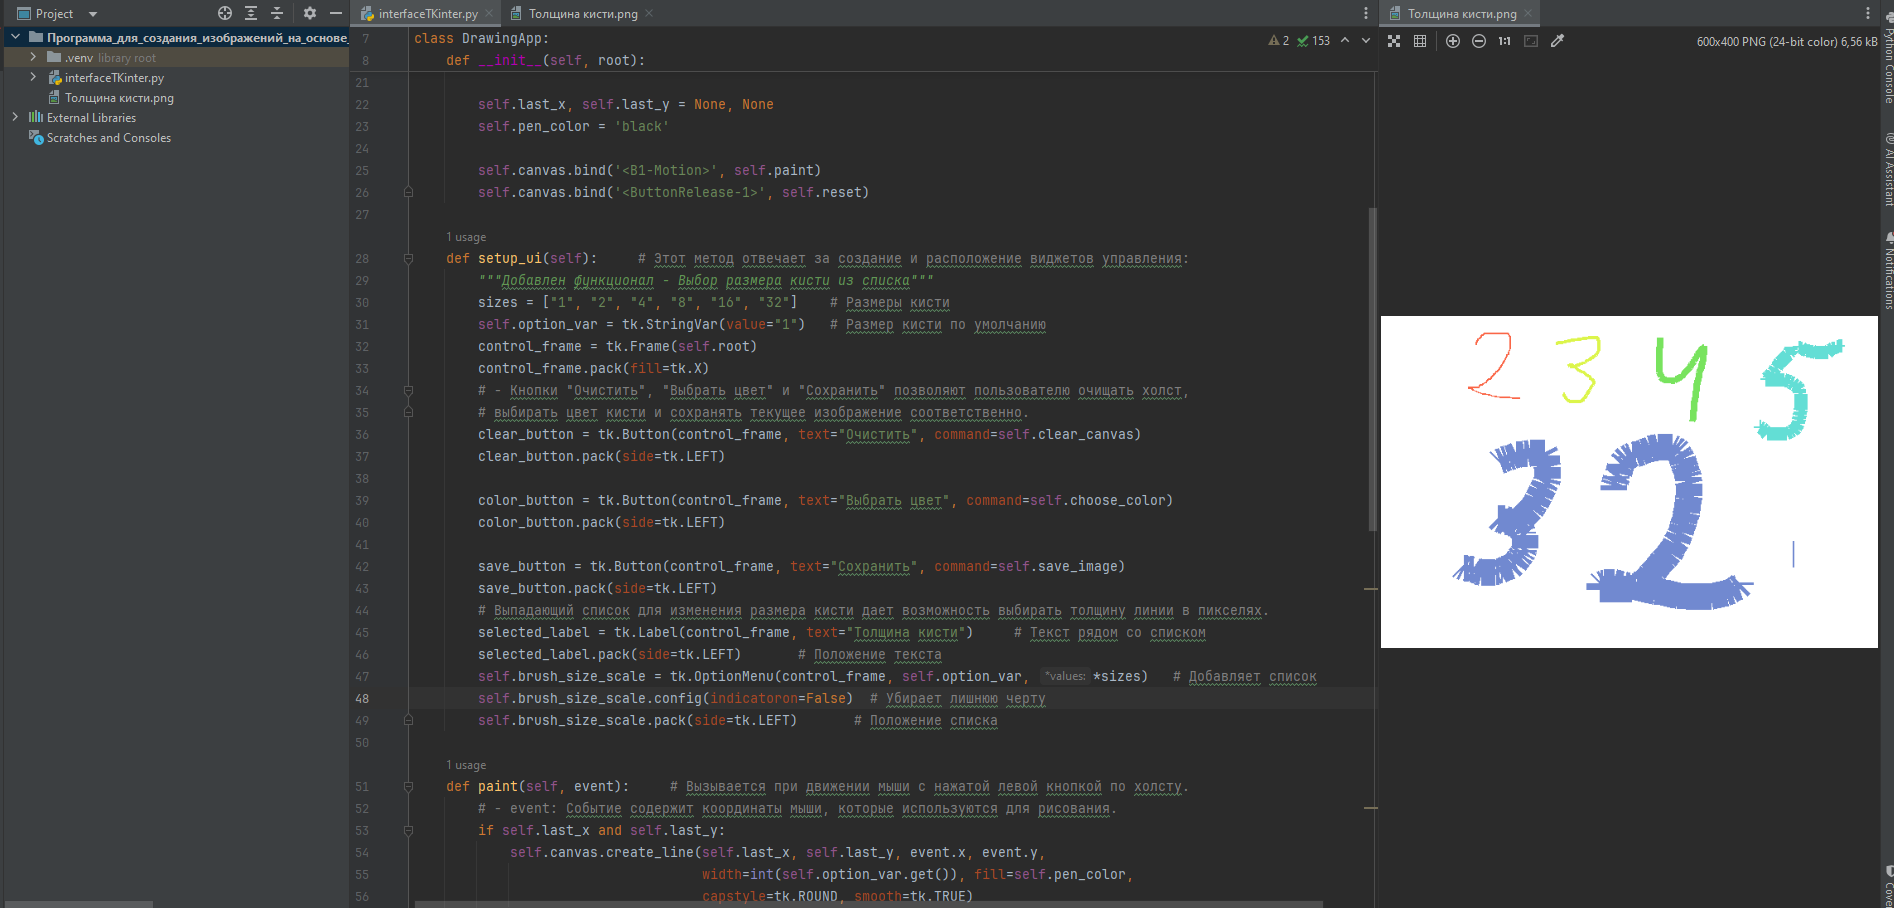 Project
interfaceTKinter.py
Толщина кисти.png
Толщина кисти.png
Программа_для_создания_изображений_на_основе_
.venv library root
interfaceTKinter.py
Толщина кисти.png
External Libraries
Scratches and Consoles
2 153
7 class DrawingApp:
8 def __init__(self, root):
21
22 self.last_x, self.last_y = None, None
23 self.pen_color = 'black'
24
25 self.canvas.bind('<B1-Motion>', self.paint)
26 self.canvas.bind('<ButtonRelease-1>', self.reset)
27
1 usage
28 def setup_ui(self): # Этот метод отвечает за создание и расположение виджетов управления:
29 """Добавлен функционал - Выбор размера кисти из списка"""
30 sizes = ["1", "2", "4", "8", "16", "32"] # Размеры кисти
31 self.option_var = tk.StringVar(value="1") # Размер кисти по умолчанию
32 control_frame = tk.Frame(self.root)
33 control_frame.pack(fill=tk.X)
34 # - Кнопки "Очистить", "Выбрать цвет" и "Сохранить" позволяют пользователю очищать холст,
35 # выбирать цвет кисти и сохранять текущее изображение соответственно.
36 clear_button = tk.Button(control_frame, text="Очистить", command=self.clear_canvas)
37 clear_button.pack(side=tk.LEFT)
38
39 color_button = tk.Button(control_frame, text="Выбрать цвет", command=self.choose_color)
40 color_button.pack(side=tk.LEFT)
41
42 save_button = tk.Button(control_frame, text="Сохранить", command=self.save_image)
43 save_button.pack(side=tk.LEFT)
44 # Выпадающий список для изменения размера кисти дает возможность выбирать толщину линии в пикселях.
45 selected_label = tk.Label(control_frame, text="Толщина кисти") # Текст рядом со списком
46 selected_label.pack(side=tk.LEFT) # Положение текста
47 self.brush_size_scale = tk.OptionMenu(control_frame, self.option_var, *values: *sizes) # Добавляет список
48 self.brush_size_scale.config(indicatoron=False) # Убирает лишнюю черту
49 self.brush_size_scale.pack(side=tk.LEFT) # Положение списка
50
1 usage
51 def paint(self, event): # Вызывается при движении мыши с нажатой левой кнопкой по холсту.
52 # - event: Событие содержит координаты мыши, которые используются для рисования.
53 if self.last_x and self.last_y:
54 self.canvas.create_line(self.last_x, self.last_y, event.x, event.y,
55 width=int(self.option_var.get()), fill=self.pen_color,
56 capstyle=tk.ROUND, smooth=tk.TRUE)
1:1
600x400 PNG (24-bit color) 6,56 kB
2 3 4 5
32
Python Console
AI Assistant
Notifications
Cover